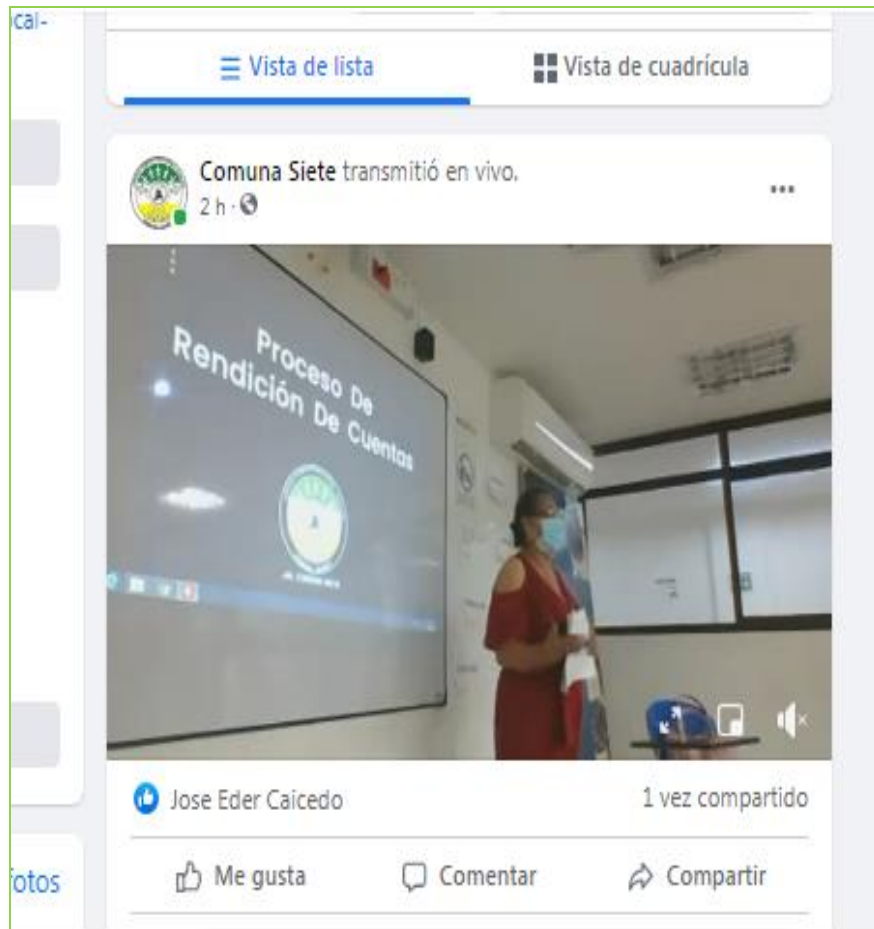 cal-
Vista de lista
Vista de cuadrícula
Comuna Siete transmitió en vivo.
2 h ·
Proceso De
Rendición De Cuentas
Jose Eder Caicedo
1 vez compartido
fotos
Me gusta
Comentar
Compartir